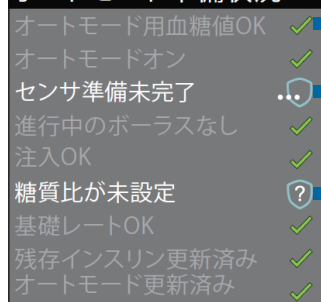 オートモード用血糖値OK
オートモードオン
センサ準備未完了
進行中のボーラスなし
注入OK
糖質比が未設定
?
基礎レートOK
残存インスリン更新済み
オートモード更新済み